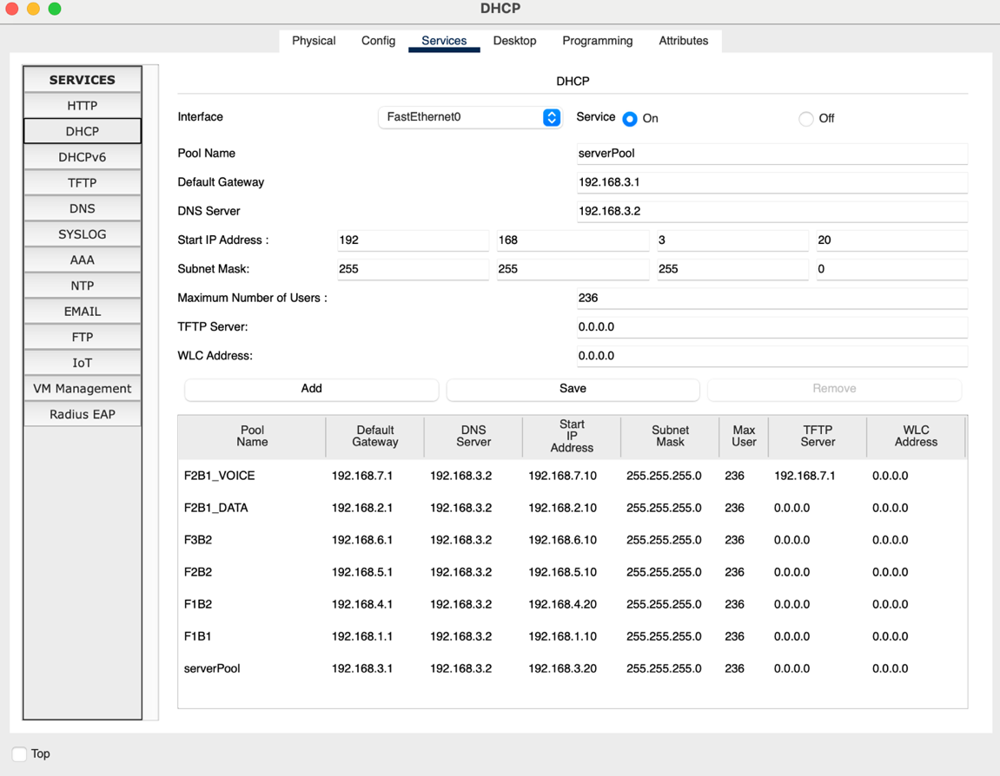 DHCP
Physical Config Services Desktop Programming Attributes
SERVICES
HTTP
DHCP
DHCPv6
TFTP
DNS
SYSLOG
AAA
NTP
EMAIL
FTP
IoT
VM Management
Radius EAP
DHCP
Interface FastEthernet0 Service On Off
Pool Name serverPool
Default Gateway 192.168.3.1
DNS Server 192.168.3.2
Start IP Address : 192 168 3 20
Subnet Mask: 255 255 255 0
Maximum Number of Users : 236
TFTP Server: 0.0.0.0
WLC Address: 0.0.0.0
Add Save Remove
Pool Name Default Gateway DNS Server Start IP Address Subnet Mask Max User TFTP Server WLC Address
F2B1_VOICE 192.168.7.1 192.168.3.2 192.168.7.10 255.255.255.0 236 192.168.7.1 0.0.0.0
F2B1_DATA 192.168.2.1 192.168.3.2 192.168.2.10 255.255.255.0 236 0.0.0.0 0.0.0.0
F3B2 192.168.6.1 192.168.3.2 192.168.6.10 255.255.255.0 236 0.0.0.0 0.0.0.0
F2B2 192.168.5.1 192.168.3.2 192.168.5.10 255.255.255.0 236 0.0.0.0 0.0.0.0
F1B2 192.168.4.1 192.168.3.2 192.168.4.20 255.255.255.0 236 0.0.0.0 0.0.0.0
F1B1 192.168.1.1 192.168.3.2 192.168.1.10 255.255.255.0 236 0.0.0.0 0.0.0.0
serverPool 192.168.3.1 192.168.3.2 192.168.3.20 255.255.255.0 236 0.0.0.0 0.0.0.0
Top